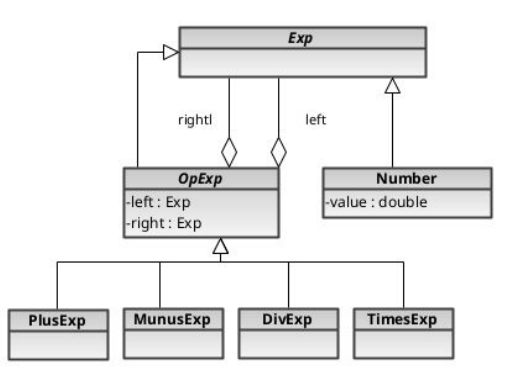 Exp
rightl
left
OpExp
-left : Exp
-right : Exp
Number
-value : double
PlusExp
MunusExp
DivExp
TimesExp